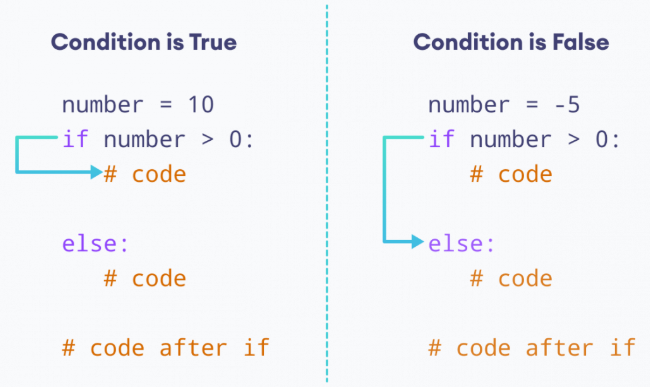 Condition is True
number = 10
if number > 0:
# code
else:
# code
# code after if
Condition is False
number = -5
if number > 0:
# code
else:
# code
# code after if